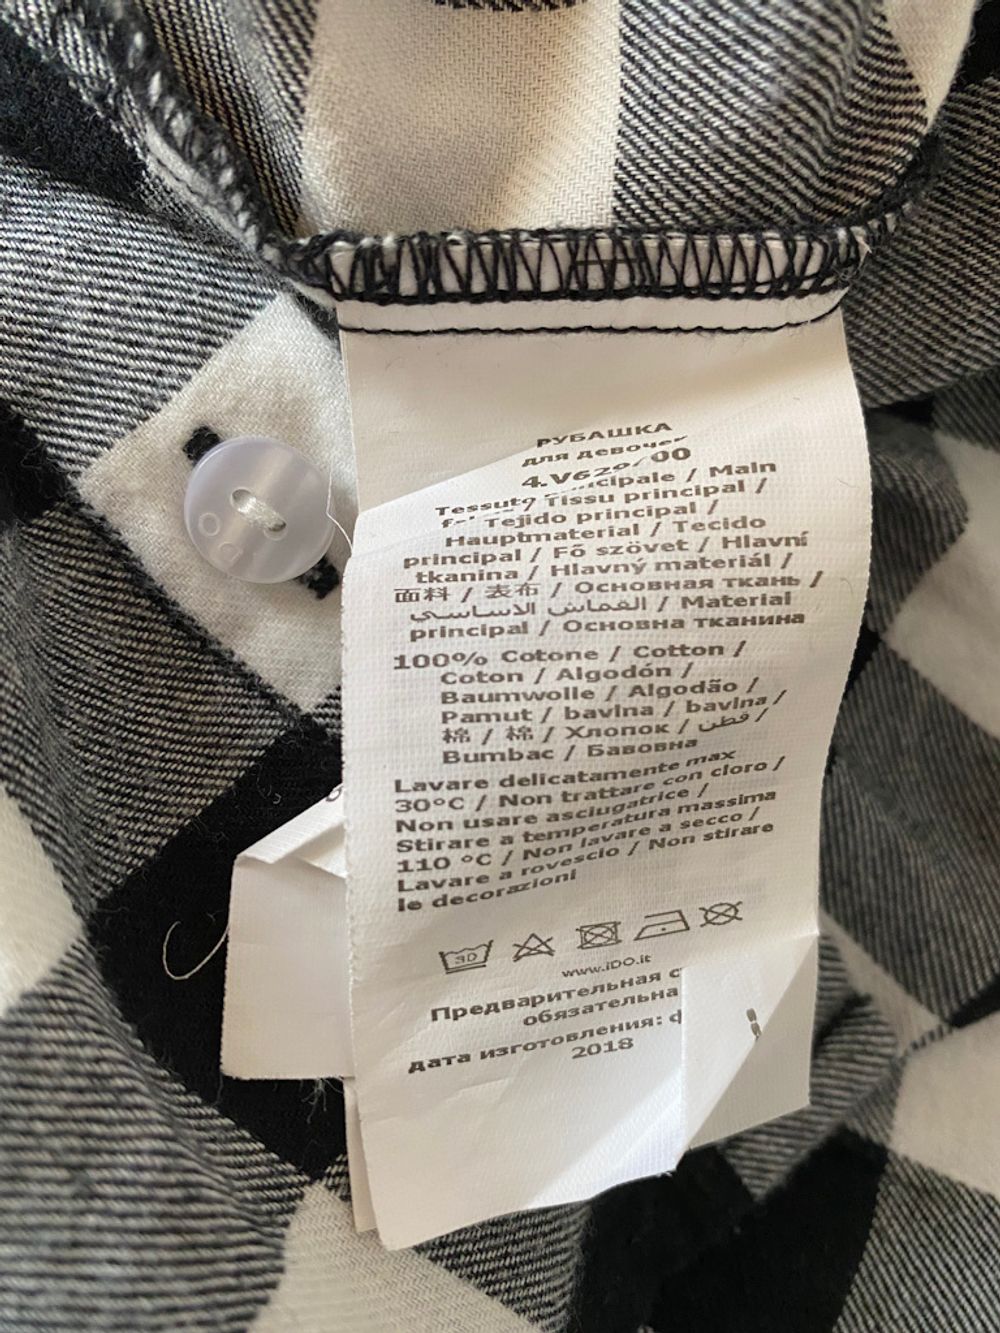 РУБАШКА
для девочек
Tessuto principale / Main
/ Tissu principal /
Tejido principal /
Hauptmaterial / Tecido
principal / Fő szövet / Hlavní
tkanina / Hlavný materiál /
面料 / 表布 / Основная ткань /
القماش الاساسي / Material
principal / Основна тканина
100% Cotone / Cotton /
Coton / Algodón /
Baumwolle / Algodão /
Pamut / bavlna / bavlna /
棉 / 棉 / Хлопок / قطن /
Bumbac / Бавовна
Lavare delicatamente max
30°C / Non trattare con cloro /
Non usare asciugatrice /
Stirare a temperatura massima
110 °C / Non lavare a secco /
Lavare a rovescio / Non stirare
le decorazioni
30
www.iDO.it
Предварительная
обязательна
дата изготовления:
2018